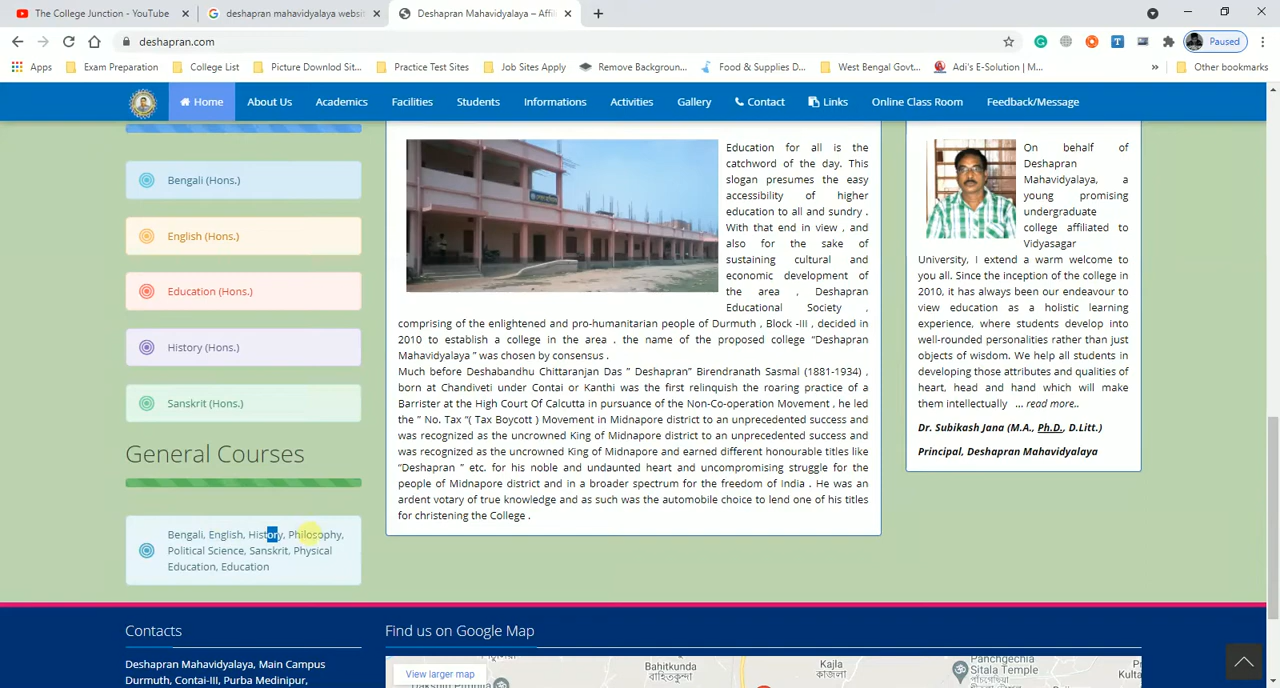 The College Junction - YouTube
deshapran mahavidyalaya websit
Deshapran Mahavidyalaya – Affili
deshapran.com
Paused
Apps
Exam Preparation
College List
Picture Downlod Sit...
Practice Test Sites
Job Sites Apply
Remove Backgroun...
Food & Supplies D...
West Bengal Govt...
Adi's E-Solution | M...
»
Other bookmarks
Home
About Us
Academics
Facilities
Students
Informations
Activities
Gallery
Contact
Links
Online Class Room
Feedback/Message
Bengali (Hons.)
English (Hons.)
Education (Hons.)
History (Hons.)
Sanskrit (Hons.)
General Courses
Bengali, English, History, Philosophy,
Political Science, Sanskrit, Physical
Education, Education
Education for all is the
catchword of the day. This
slogan presumes the easy
accessibility of higher
education to all and sundry .
With that end in view , and
also for the sake of
sustaining cultural and
economic development of
the area , Deshapran
Educational Society ,
comprising of the enlightened and pro-humanitarian people of Durmuth , Block -III , decided in
2010 to establish a college in the area . the name of the proposed college “Deshapran
Mahavidyalaya ” was chosen by consensus .
Much before Deshabandhu Chittaranjan Das ” Deshapran” Birendranath Sasmal (1881-1934) ,
born at Chandiveti under Contai or Kanthi was the first relinquish the roaring practice of a
Barrister at the High Court Of Calcutta in pursuance of the Non-Co-operation Movement , he led
the ” No. Tax “( Tax Boycott ) Movement in Midnapore district to an unprecedented success and
was recognized as the uncrowned King of Midnapore district to an unprecedented success and
was recognized as the uncrowned King of Midnapore and earned different honourable titles like
“Deshapran ” etc. for his noble and undaunted heart and uncompromising struggle for the
people of Midnapore district and in a broader spectrum for the freedom of India . He was an
ardent votary of true knowledge and as such was the automobile choice to lend one of his titles
for christening the College .
On behalf of
Deshapran
Mahavidyalaya, a
young promising
undergraduate
college affiliated to
Vidyasagar
University, I extend a warm welcome to
you all. Since the inception of the college in
2010, it has always been our endeavour to
view education as a holistic learning
experience, where students develop into
well-rounded personalities rather than just
objects of wisdom. We help all students in
developing those attributes and qualities of
heart, head and hand which will make
them intellectually ... read more..
Dr. Subikash Jana (M.A., Ph.D., D.Litt.)
Principal, Deshapran Mahavidyalaya
Contacts
Deshapran Mahavidyalaya, Main Campus
Durmuth, Contai-III, Purba Medinipur,
Find us on Google Map
View larger map
Bahitkunda
বাহিতকুন্ডা
Kajla
কাজলা
Panchgechia
Sitala Temple